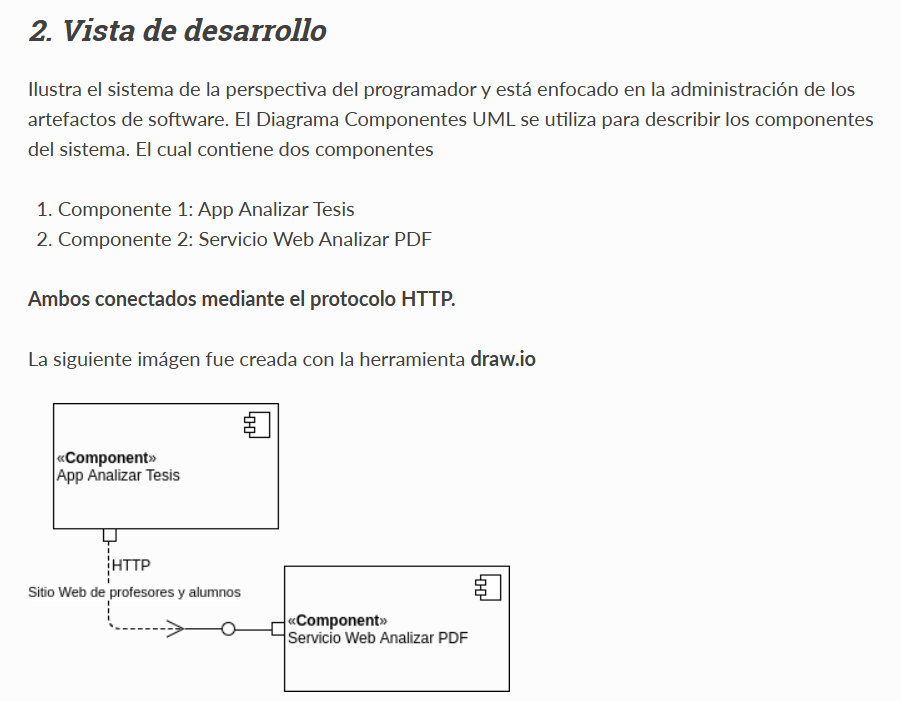 2. Vista de desarrollo
Ilustra el sistema de la perspectiva del programador y está enfocado en la administración de los
artefactos de software. El Diagrama Componentes UML se utiliza para describir los componentes
del sistema. El cual contiene dos componentes
1. Componente 1: App Analizar Tesis
2. Componente 2: Servicio Web Analizar PDF
Ambos conectados mediante el protocolo HTTP.
La siguiente imágen fue creada con la herramienta draw.io
«Component»
App Analizar Tesis
HTTP
Sitio Web de profesores y alumnos
«Component»
Servicio Web Analizar PDF